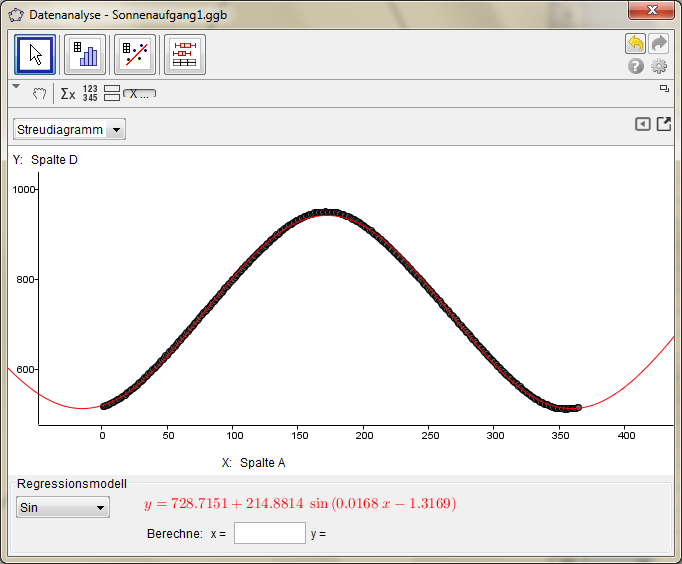 Datenanalyse - Sonnenaufgang1.ggb
Σx 123 345 X ...
Streudiagramm
Y: Spalte D
1000
800
600
0 50 100 150 200 250 300 350 400
X: Spalte A
Regressionsmodell
Sin
y = 728.7151 + 214.8814 sin (0.0168 x − 1.3169)
Berechne: x = y =